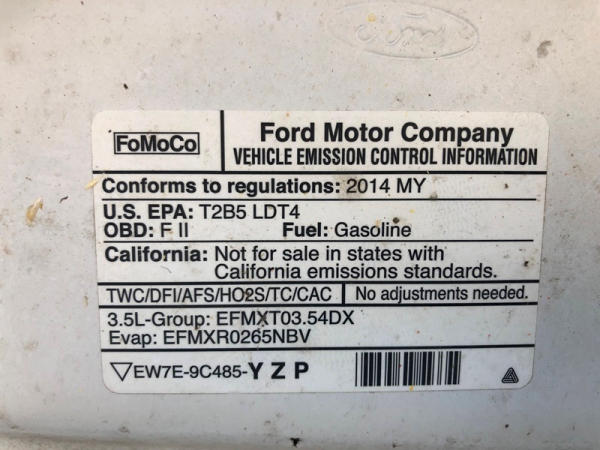 Ford
FoMoCo
Ford Motor Company
VEHICLE EMISSION CONTROL INFORMATION
Conforms to regulations: 2014 MY
U.S. EPA: T2B5 LDT4
OBD: F II Fuel: Gasoline
California: Not for sale in states with
California emissions standards.
TWC/DFI/AFS/HO2S/TC/CAC No adjustments needed.
3.5L-Group: EFMXT03.54DX
Evap: EFMXR0265NBV
▽EW7E-9C485-Y Z P